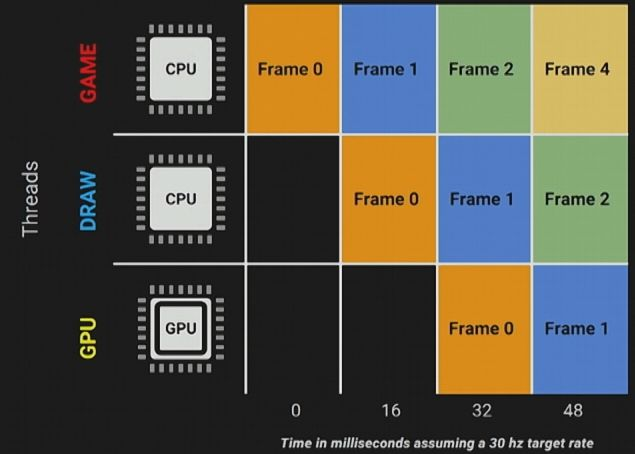 Threads
GAME
CPU
Frame 0
Frame 1
Frame 2
Frame 4
DRAW
CPU
Frame 0
Frame 1
Frame 2
GPU
GPU
Frame 0
Frame 1
0
16
32
48
Time in milliseconds assuming a 30 hz target rate